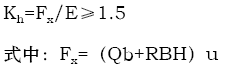 Kₕ=Fₓ/E≥1.5
式中: Fₓ= (Qb+RBH) u